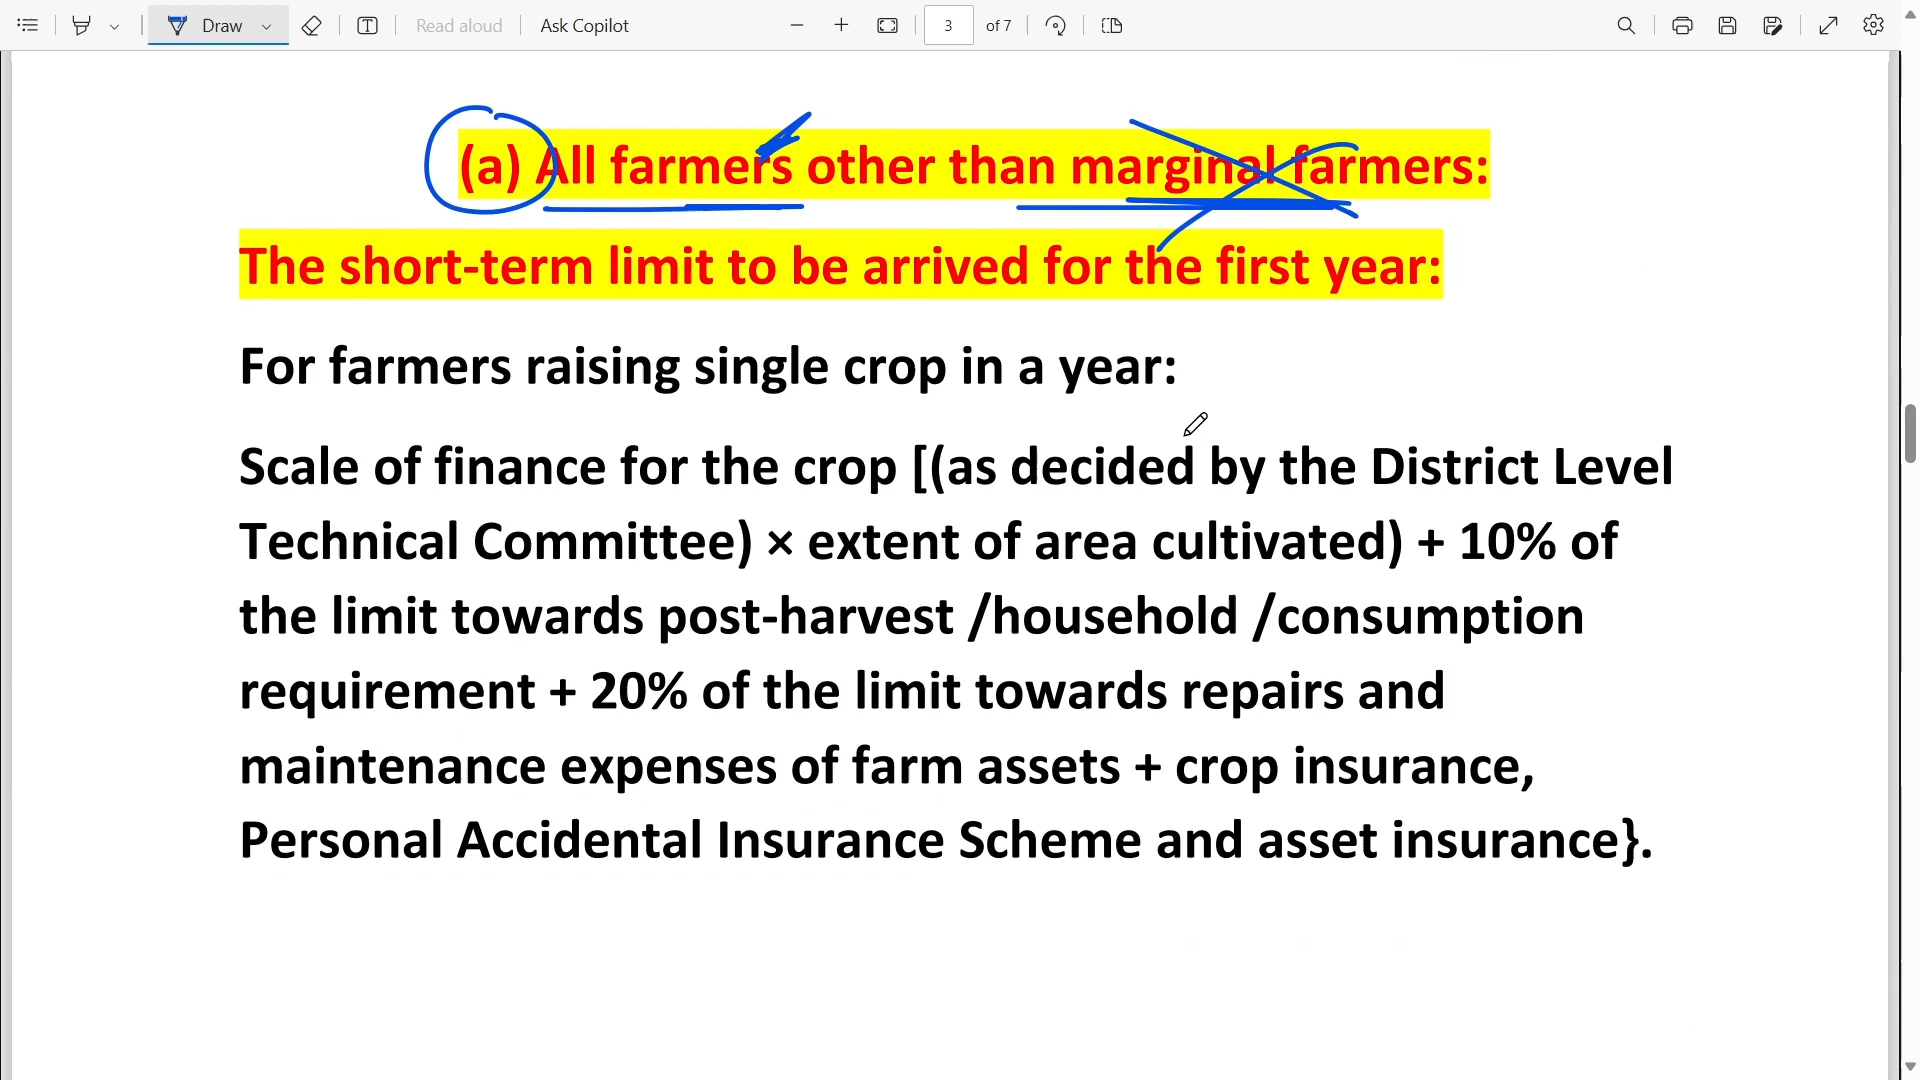 Draw
Read aloud
Ask Copilot
3
of 7
(a) All farmers other than marginal farmers:
The short-term limit to be arrived for the first year:
For farmers raising single crop in a year:
Scale of finance for the crop [(as decided by the District Level
Technical Committee) × extent of area cultivated) + 10% of
the limit towards post-harvest /household /consumption
requirement + 20% of the limit towards repairs and
maintenance expenses of farm assets + crop insurance,
Personal Accidental Insurance Scheme and asset insurance}.